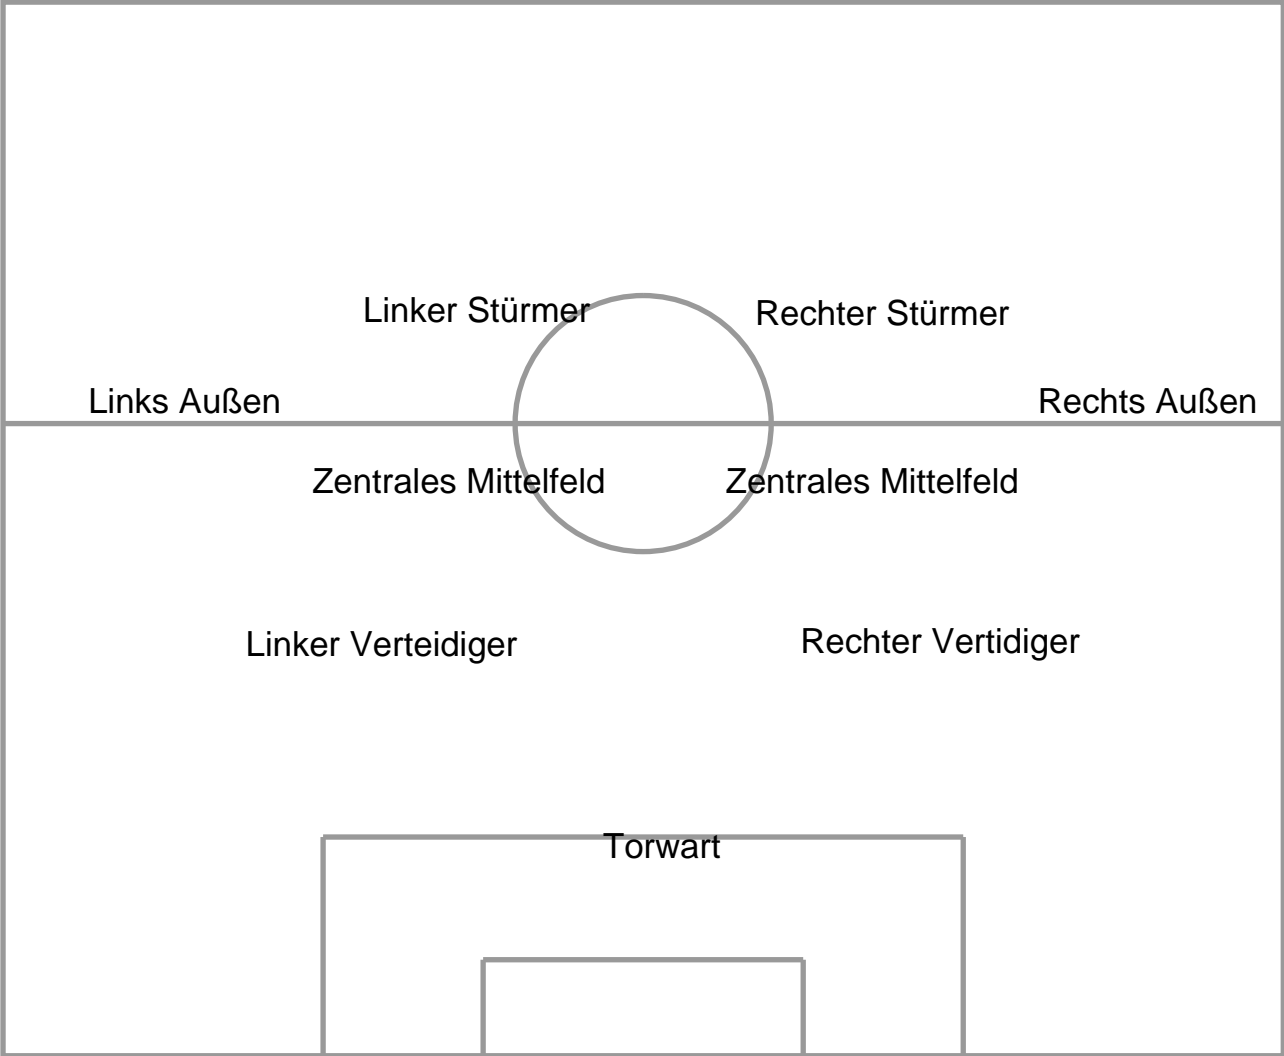 Linker Stürmer
Rechter Stürmer
Links Außen
Rechts Außen
Zentrales Mittelfeld
Zentrales Mittelfeld
Linker Verteidiger
Rechter Vertidiger
Torwart